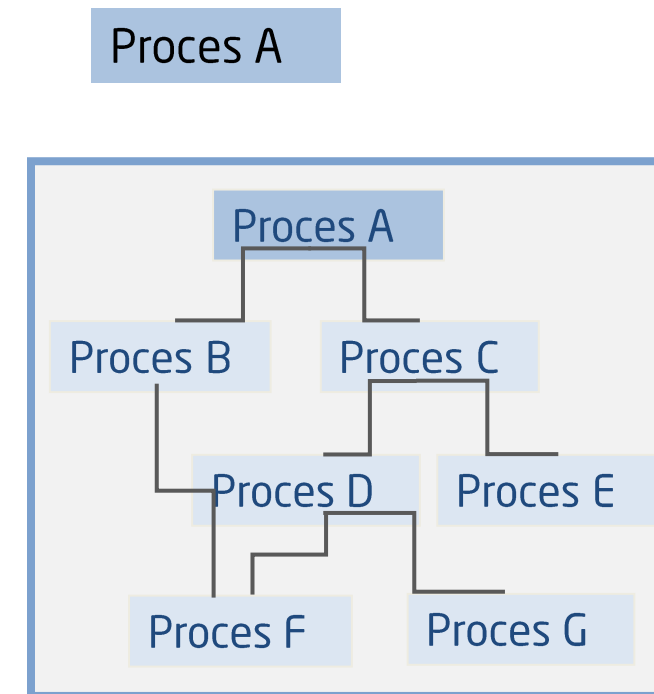 Proces A
Proces A
Proces B
Proces C
Proces D
Proces E
Proces F
Proces G